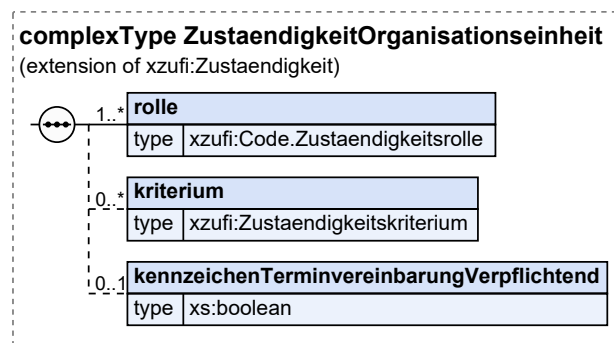 complexType ZustaendigkeitOrganisationseinheit
(extension of xzufi:Zustaendigkeit)
1..* rolle
type xzufi:Code.Zustaendigkeitsrolle
0..* kriterium
type xzufi:Zustaendigkeitskriterium
0..1 kennzeichenTerminvereinbarungVerpflichtend
type xs:boolean